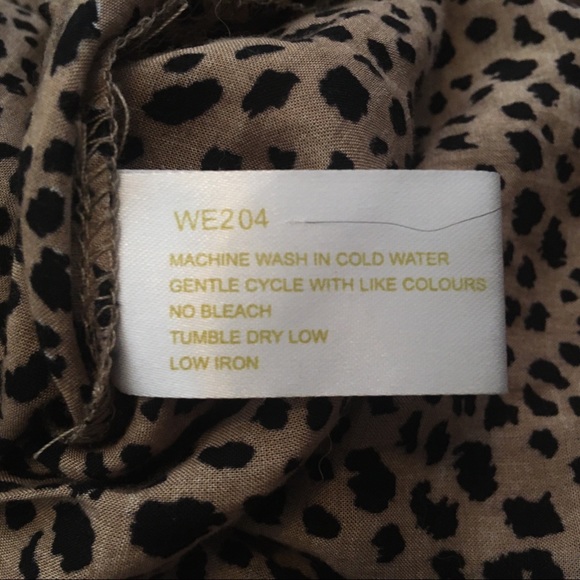 WE204
MACHINE WASH IN COLD WATER
GENTLE CYCLE WITH LIKE COLOURS
NO BLEACH
TUMBLE DRY LOW
LOW IRON